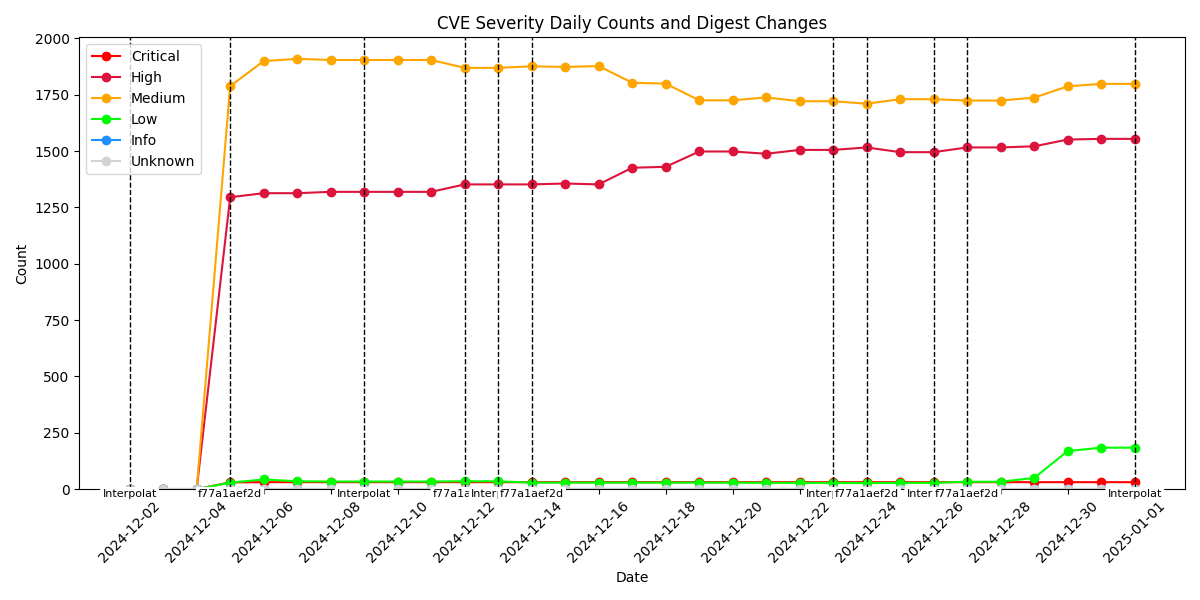 CVE Severity Daily Counts and Digest Changes
2000
1750
1500
1250
1000
750
500
250
0
Count
Critical
High
Medium
Low
Info
Unknown
Interpolat
f77a1aef2d
Interpolat
f77a1a
Inter
f77a1aef2d
Inter
f77a1aef2d
Inter
f77a1aef2d
Interpolat
2024-12-02
2024-12-04
2024-12-06
2024-12-08
2024-12-10
2024-12-12
2024-12-14
2024-12-16
2024-12-18
2024-12-20
2024-12-22
2024-12-24
2024-12-26
2024-12-28
2024-12-30
2025-01-01
Date